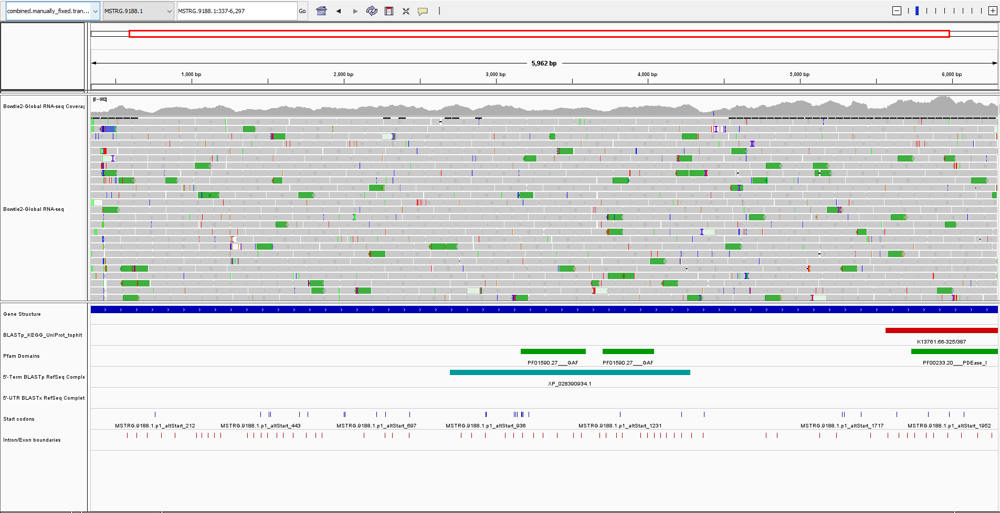 combined.manually_fixed.tran... MSTRG.9188.1 MSTRG.9188.1:337-6,297 Go
5,962 bp
1,000 bp 2,000 bp 3,000 bp 4,000 bp 5,000 bp 6,000 bp
[0 - 682]
Bowtie2-Global RNA-seq Coverag
Bowtie2-Global RNA-seq
Gene Structure
BLASTp_KEGG_UniProt_tophit
K13761:66-325/387
Pfam Domains
PF01590.27___GAF PF01590.27___GAF PF00233.20___PDEase_I
5'-Term BLASTp RefSeq Comple
XP_028390934.1
5'-UTR BLASTx RefSeq Complet
Start codons
MSTRG.9188.1.p1_altStart_212 MSTRG.9188.1.p1_altStart_443 MSTRG.9188.1.p1_altStart_697 MSTRG.9188.1.p1_altStart_936 MSTRG.9188.1.p1_altStart_1231 MSTRG.9188.1.p1_altStart_1717 MSTRG.9188.1.p1_altStart_1952
Intron/Exon boundaries